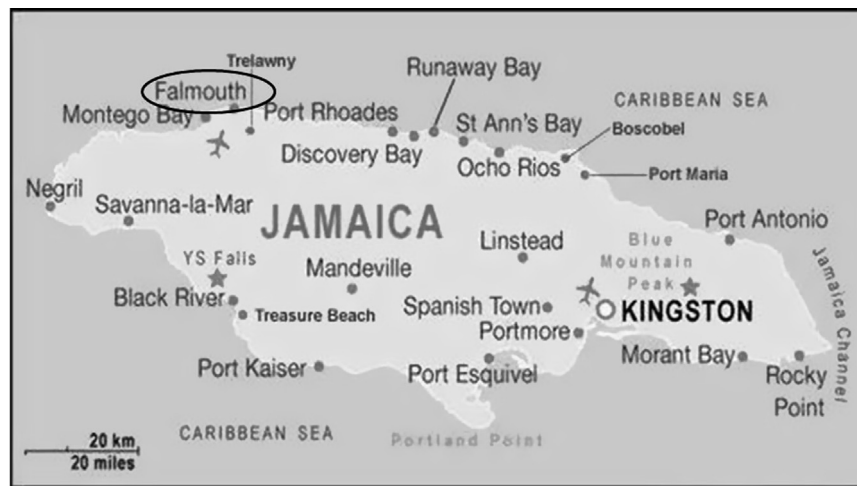 Trelawny
Falmouth
Runaway Bay
Montego Bay
Port Rhoades
CARIBBEAN SEA
St Ann's Bay
Boscobel
Discovery Bay
Ocho Rios
Port Maria
Negril
Savanna-la-Mar
JAMAICA
Port Antonio
Linstead
Blue
Mountain
Peak
YS Falls
Mandeville
Jamaica Channel
Black River
Treasure Beach
Spanish Town
KINGSTON
Portmore
Port Kaiser
Port Esquivel
Morant Bay
Rocky
Point
CARIBBEAN SEA
Portland Point
20 km
20 miles